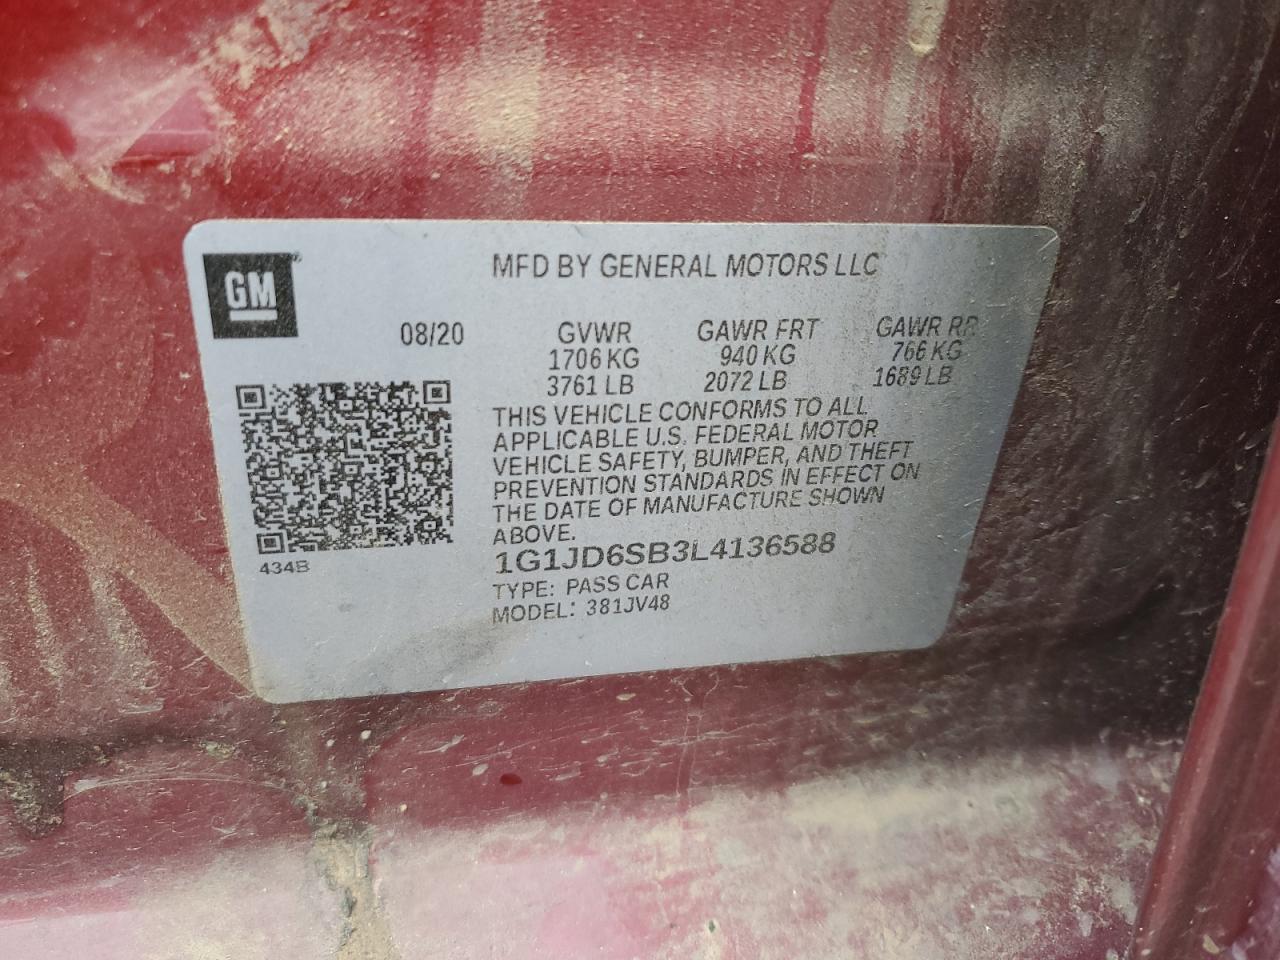 GM
MFD BY GENERAL MOTORS LLC
08/20
GVWR GAWR FRT GAWR RR
1706 KG 940 KG 766 KG
3761 LB 2072 LB 1689 LB
THIS VEHICLE CONFORMS TO ALL
APPLICABLE U.S. FEDERAL MOTOR
VEHICLE SAFETY, BUMPER, AND THEFT
PREVENTION STANDARDS IN EFFECT ON
THE DATE OF MANUFACTURE SHOWN
ABOVE.
1G1JD6SB3L4136588
434B
TYPE: PASS CAR
MODEL: 381JV48